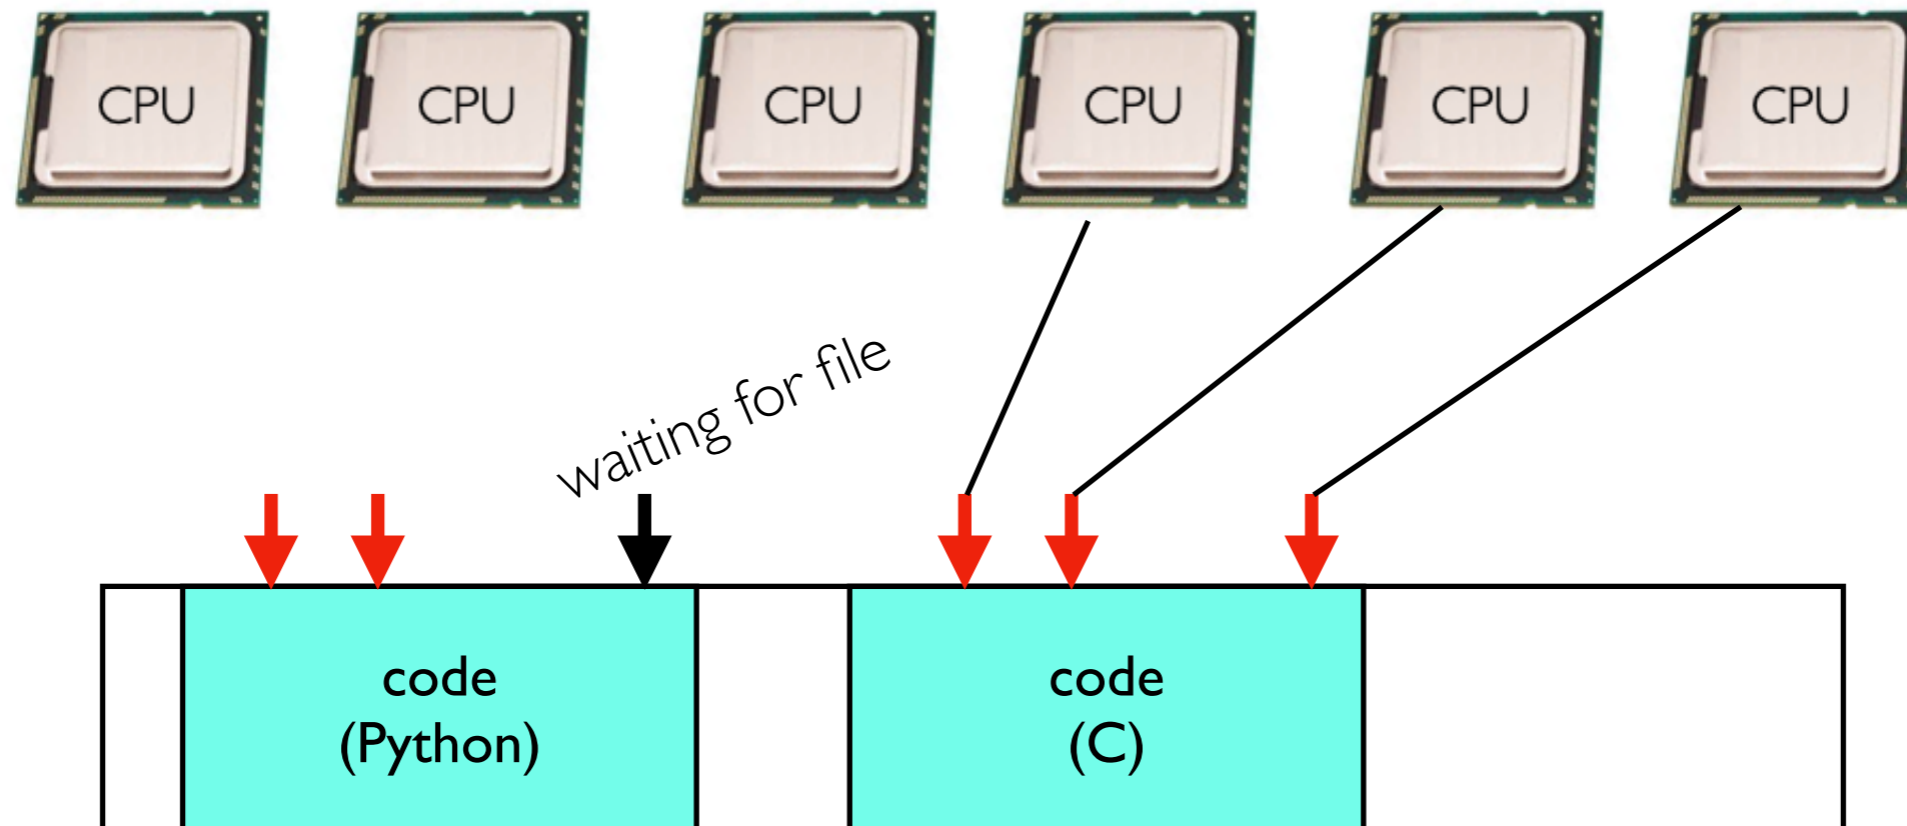 CPU
CPU
CPU
CPU
CPU
CPU
waiting for file
code
(Python)
code
(C)